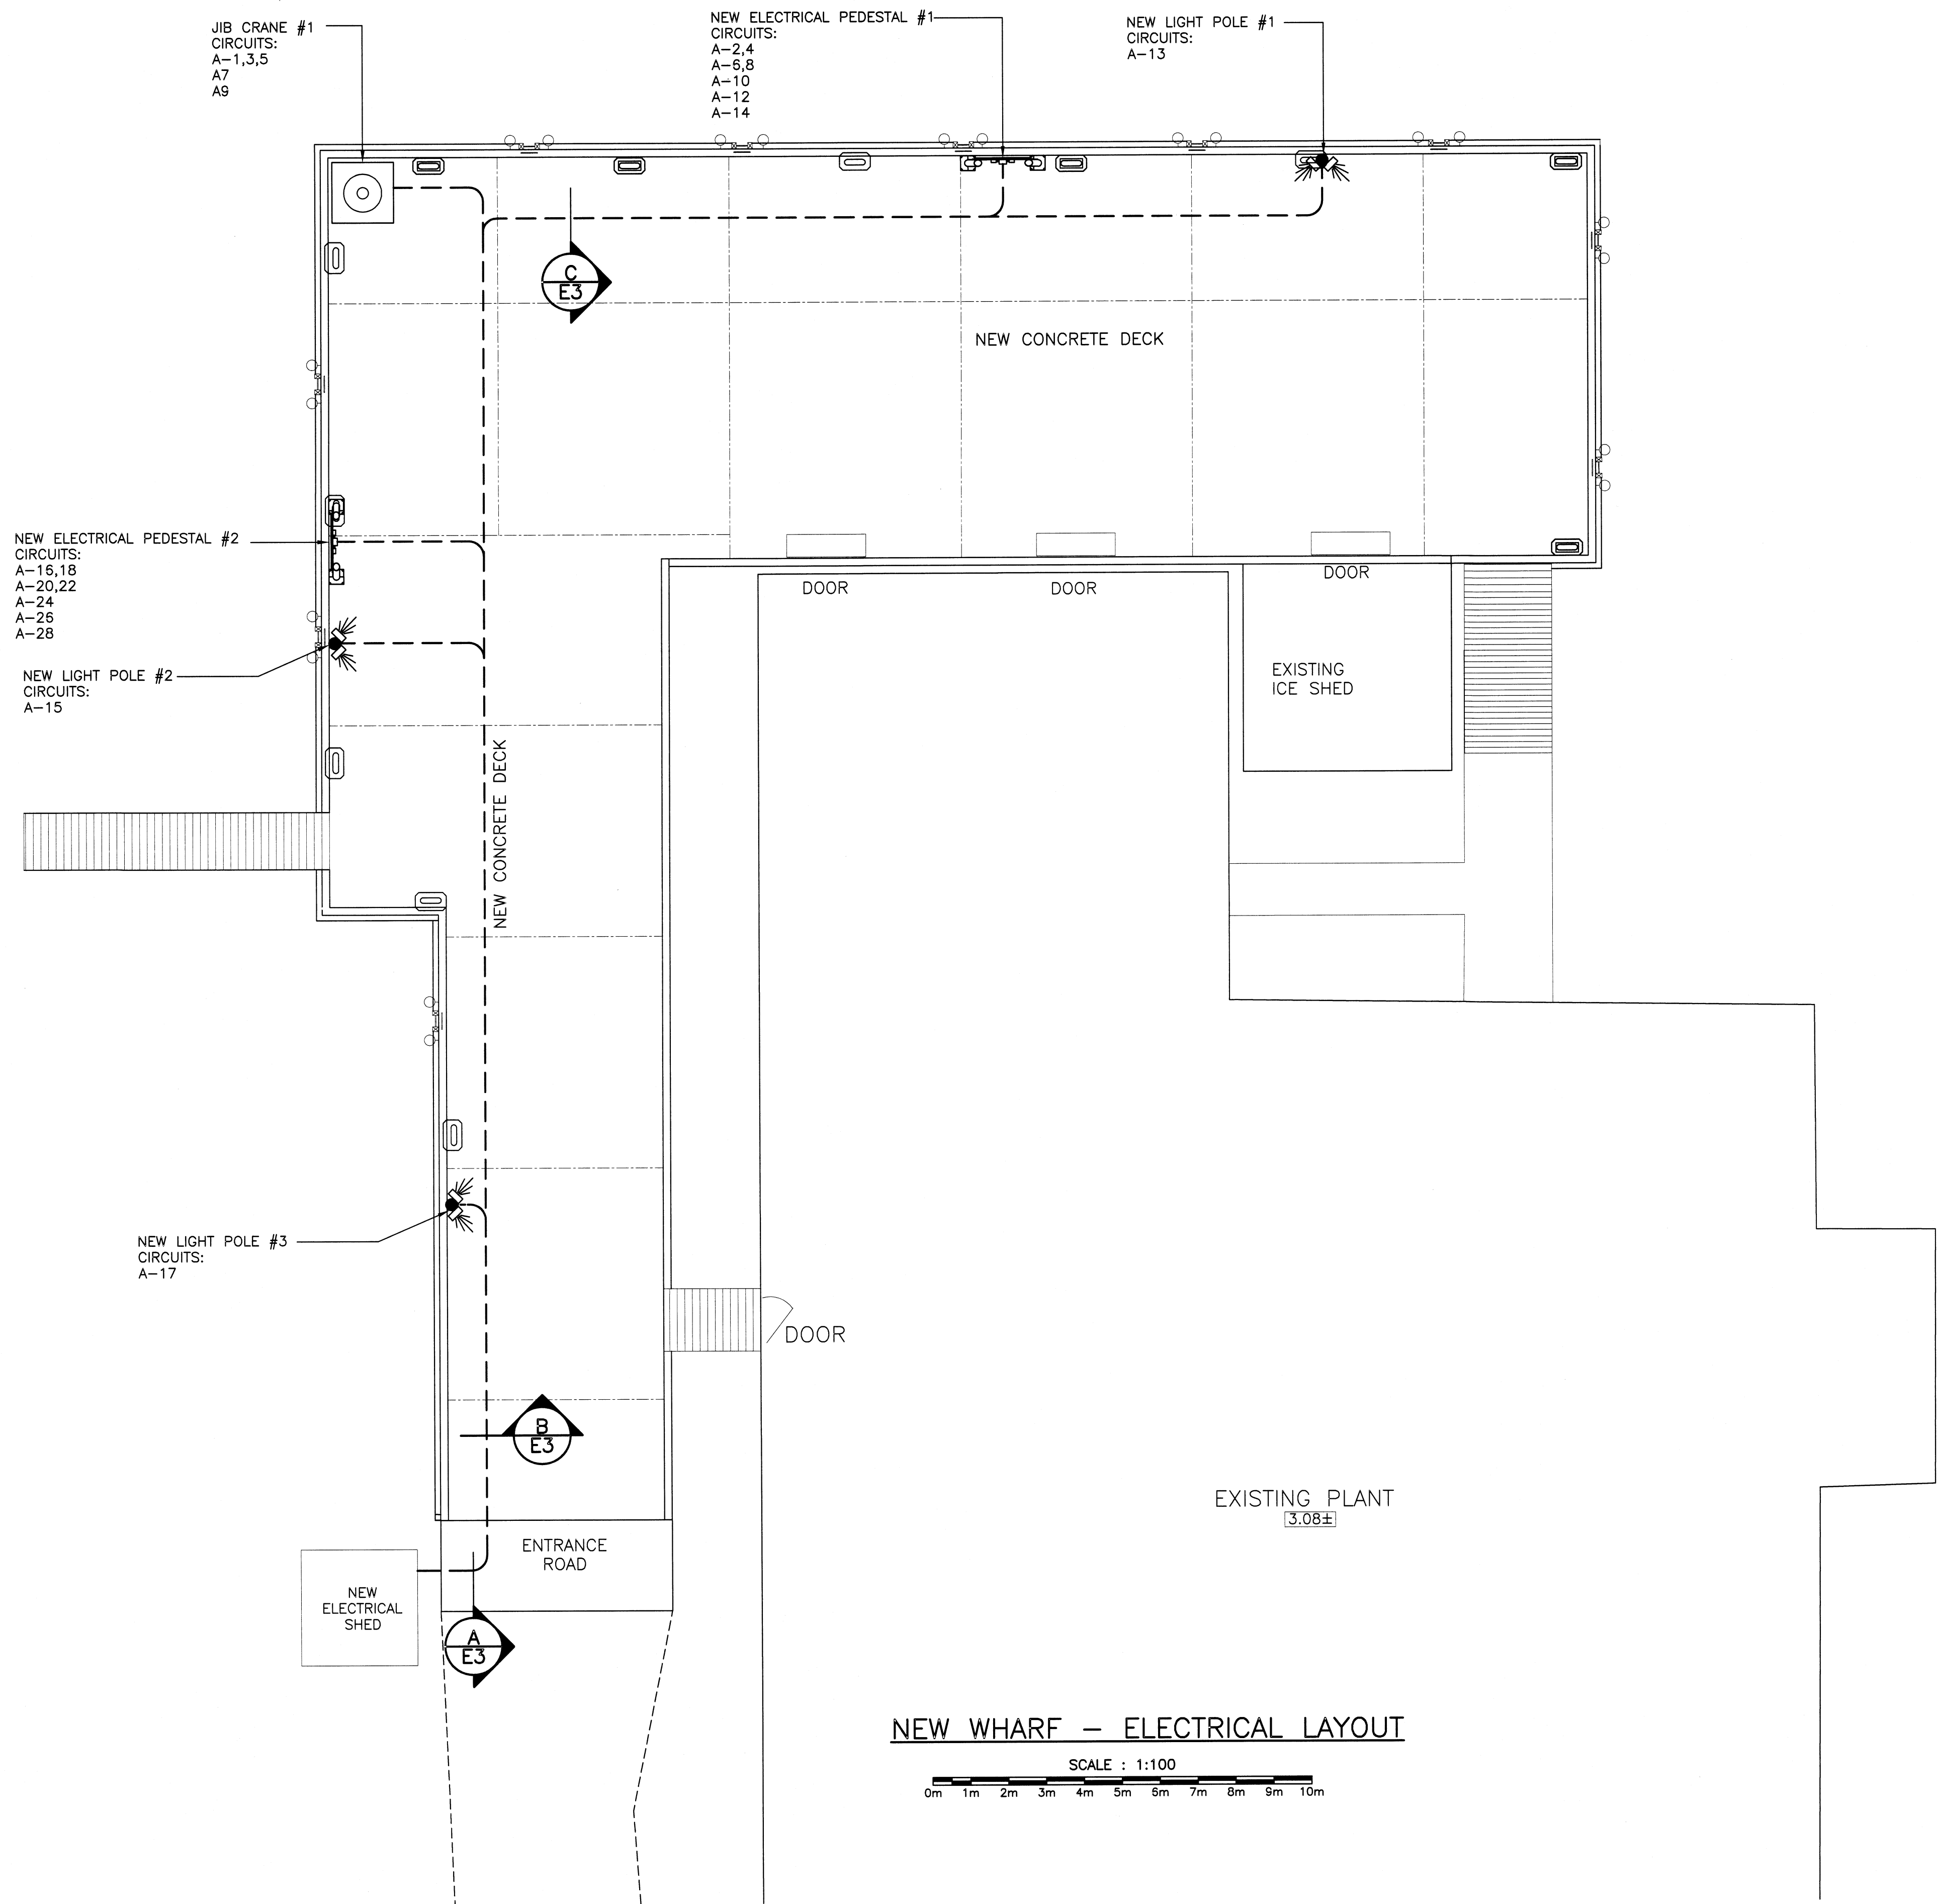 JIB CRANE #1
CIRCUITS:
A-1,3,5
A7
A9
NEW ELECTRICAL PEDESTAL #1
CIRCUITS:
A-2,4
A-6,8
A-10
A-12
A-14
NEW LIGHT POLE #1
CIRCUITS:
A-13
C
E3
NEW CONCRETE DECK
NEW ELECTRICAL PEDESTAL #2
CIRCUITS:
A-16,18
A-20,22
A-24
A-26
A-28
DOOR
DOOR
DOOR
NEW LIGHT POLE #2
CIRCUITS:
A-15
EXISTING
ICE SHED
NEW CONCRETE DECK
NEW LIGHT POLE #3
CIRCUITS:
A-17
DOOR
B
E3
EXISTING PLANT
3.08±
ENTRANCE
ROAD
NEW
ELECTRICAL
SHED
A
E3
NEW WHARF - ELECTRICAL LAYOUT
SCALE : 1:100
0m 1m 2m 3m 4m 5m 6m 7m 8m 9m 10m